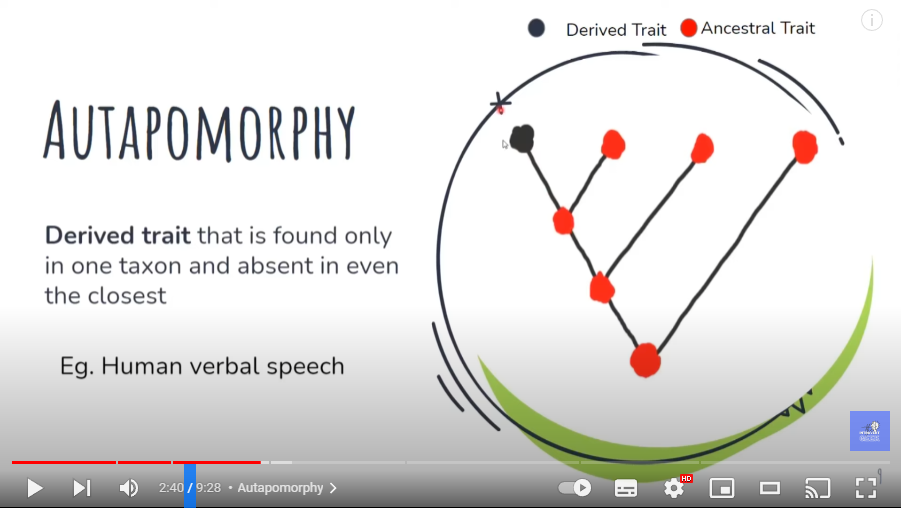 Derived Trait
Ancestral Trait
AUTAPOMORPHY
Derived trait that is found only
in one taxon and absent in even
the closest
Eg. Human verbal speech
2:40 / 9:28 • Autapomorphy
HD